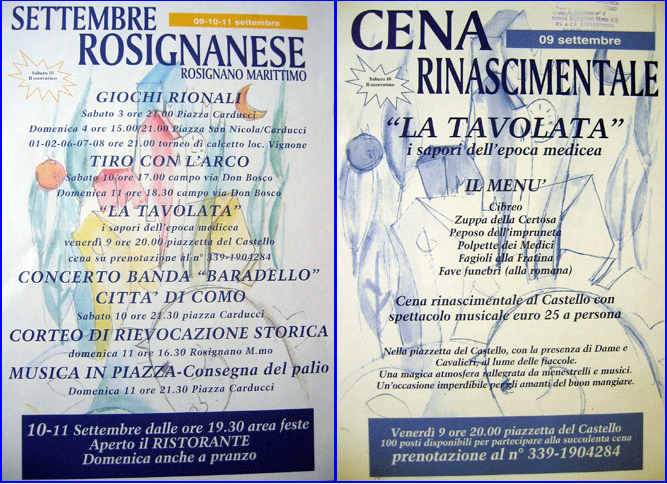 SETTEMBRE
09-10-11 settembre
ROSIGNANESE
ROSIGNANO MARITTIMO
Sabato 10
Il mercatino
GIOCHI RIONALI
Sabato 3 ore 21.00 Piazza Carducci
Domenica 4 ore 15.00/21.00 Piazza San Nicola/Carducci
01-02-06-07-08 ore 21.00 torneo di calcetto loc. Vignone
TIRO CON L'ARCO
Sabato 10 ore 17.00 campo via Don Bosco
Domenica 11 ore 18.30 campo via Don Bosco
"LA TAVOLATA"
i sapori dell'epoca medicea
venerdì 9 ore 20.00 piazzetta del Castello
cena su prenotazione al n° 339-1904284
CONCERTO BANDA "BARADELLO"
CITTA' DI COMO
Sabato 10 ore 21.30 piazza Carducci
CORTEO DI RIEVOCAZIONE STORICA
domenica 11 ore 16.30 Rosignano M.mo
MUSICA IN PIAZZA-Consegna del palio
Domenica 11 ore 21.30 Piazza Carducci
10-11 Settembre dalle ore 19.30 area feste
Aperto il RISTORANTE
Domenica anche a pranzo
CENA
09 settembre
RINASCIMENTALE
Sabato 10
Il mercatino
"LA TAVOLATA"
i sapori dell'epoca medicea
IL MENU'
Cibreo
Zuppa della Certosa
Peposo dell'impruneta
Polpette dei Medici
Fagioli alla Fratina
Fave funebri (alla romana)
Cena rinascimentale al Castello con
spettacolo musicale euro 25 a persona
Nella piazzetta del Castello, con la presenza di Dame e
Cavalieri, al lume delle fiaccole.
Una magica atmosfera rallegrata da menestrelli e musici.
Un'occasione imperdibile per gli amanti del buon mangiare.
Venerdì 9 ore 20.00 piazzetta del Castello
100 posti disponibili per partecipare alla succulenta cena
prenotazione al n° 339-1904284